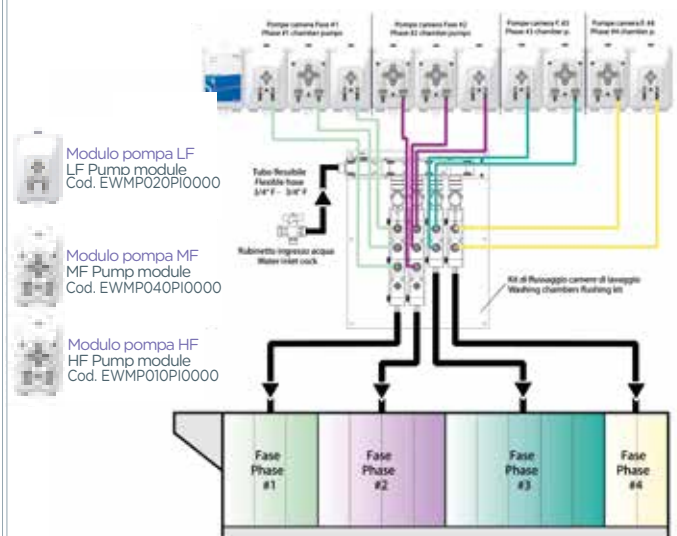 Pompe camera Fase #1
Phase #1 chamber pumps
Pompe camera Fase #2
Phase #2 chamber pumps
Pompe camera F. #3
Phase #3 chamber p.
Pompe camera F. #4
Phase #4 chamber p.
Modulo pompa LF
LF Pump module
Cod. EWMP020PI0000
Modulo pompa MF
MF Pump module
Cod. EWMP040PI0000
Modulo pompa HF
HF Pump module
Cod. EWMP010PI0000
Tubo flessibile
Flexible hose
3/4" F - 3/4" F
Rubinetto ingresso acqua
Water inlet cock
Kit di flussaggio camere di lavaggio
Washing chambers flushing kit
Fase
Phase
#1
Fase
Phase
#2
Fase
Phase
#3
Fase
Phase
#4